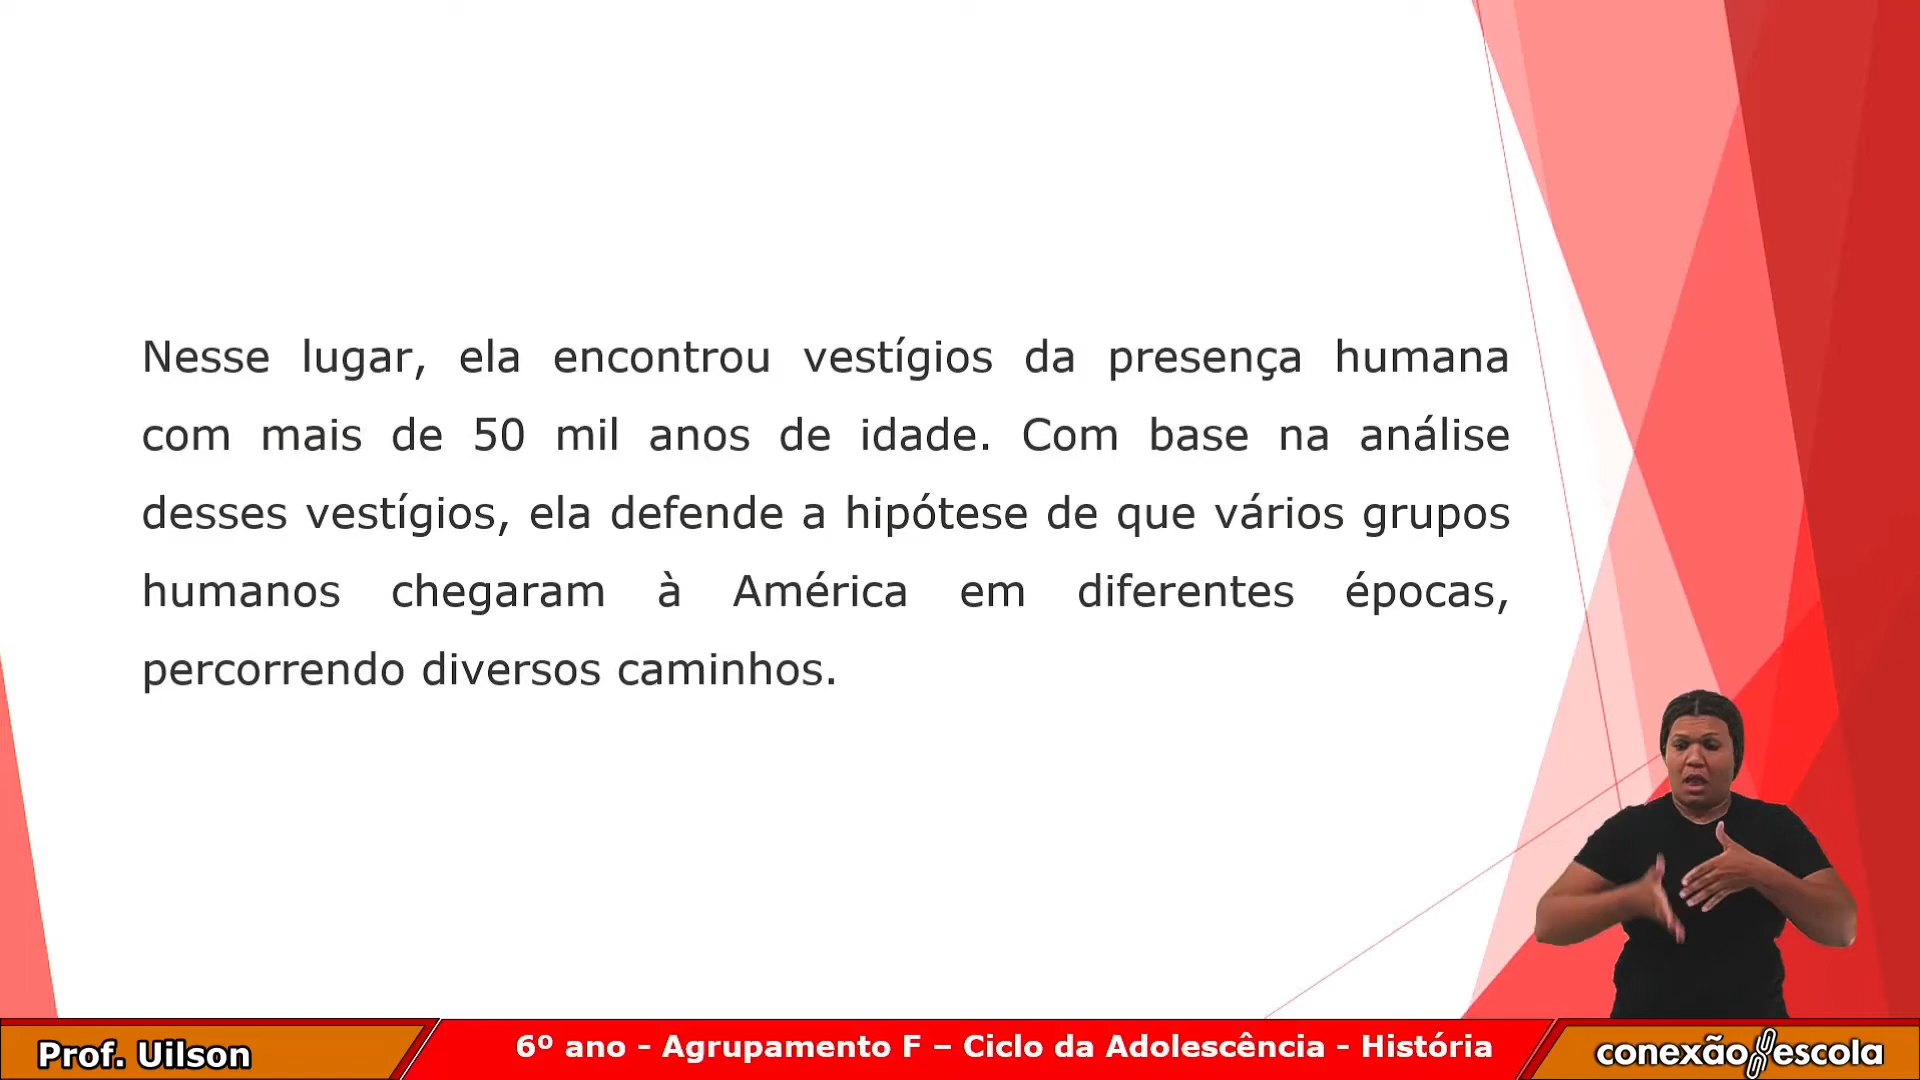 Nesse lugar, ela encontrou vestígios da presença humana
com mais de 50 mil anos de idade. Com base na análise
desses vestígios, ela defende a hipótese de que vários grupos
humanos chegaram à América em diferentes épocas,
percorrendo diversos caminhos.
Prof. Uilson
6º ano - Agrupamento F – Ciclo da Adolescência - História
conexão escola